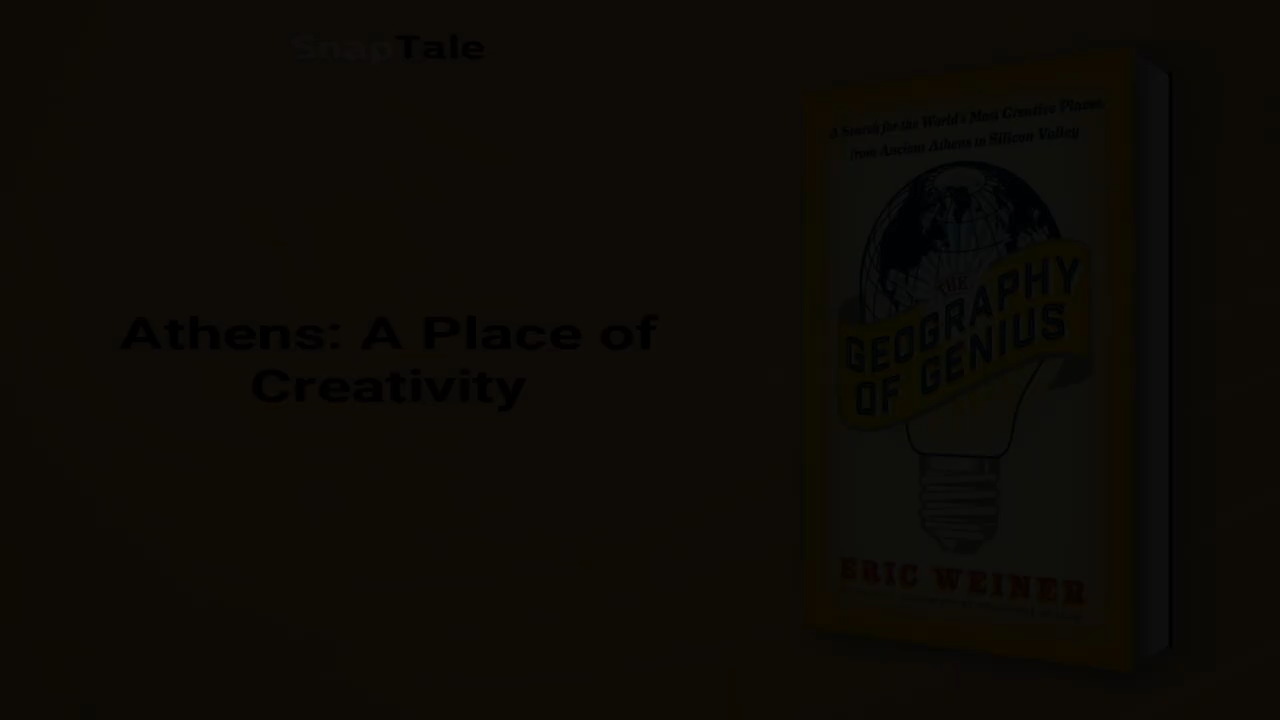 SnapTale
Athens: A Place of
Creativity
A Search for the World's Most Creative Places,
from Ancient Athens to Silicon Valley
THE
GEOGRAPHY
OF GENIUS
ERIC WEINER